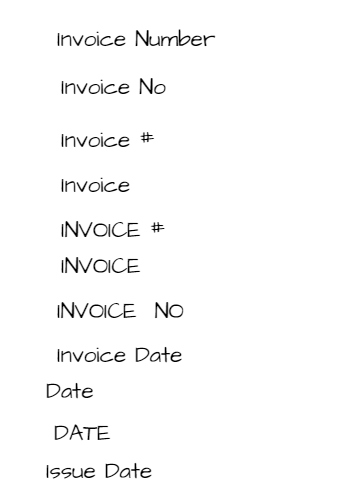 Invoice Number
Invoice No
Invoice #
Invoice
INVOICE #
INVOICE
INVOICE NO
Invoice Date
Date
DATE
Issue Date